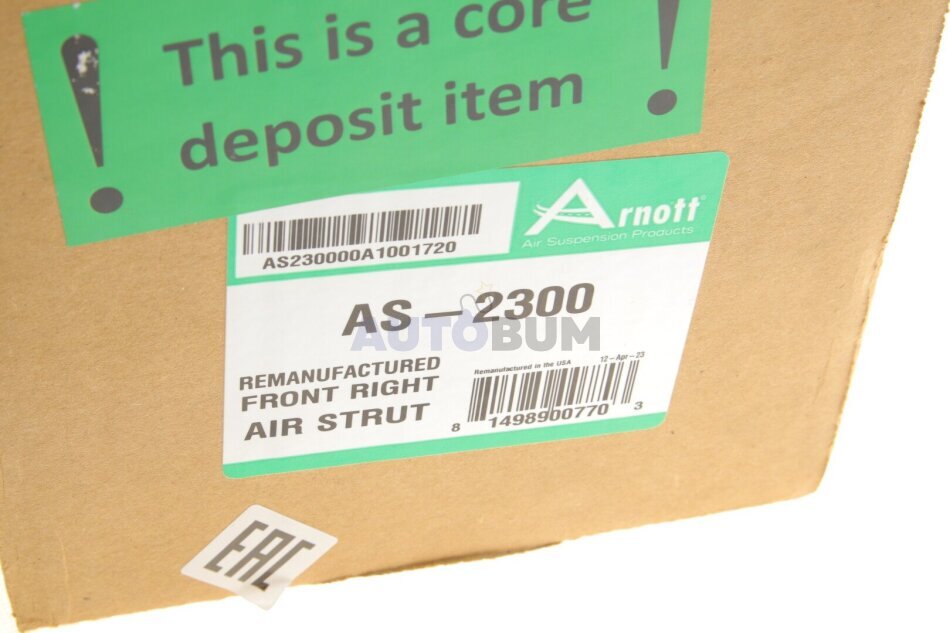 This is a core
deposit item
AS230000A1001720
Arnott®
Air Suspension Products
AS-2300
AUTOBUM
REMANUFACTURED
FRONT RIGHT
AIR STRUT
Remanufactured in the USA 12-Apr-23
8 1498900770 3
EAC